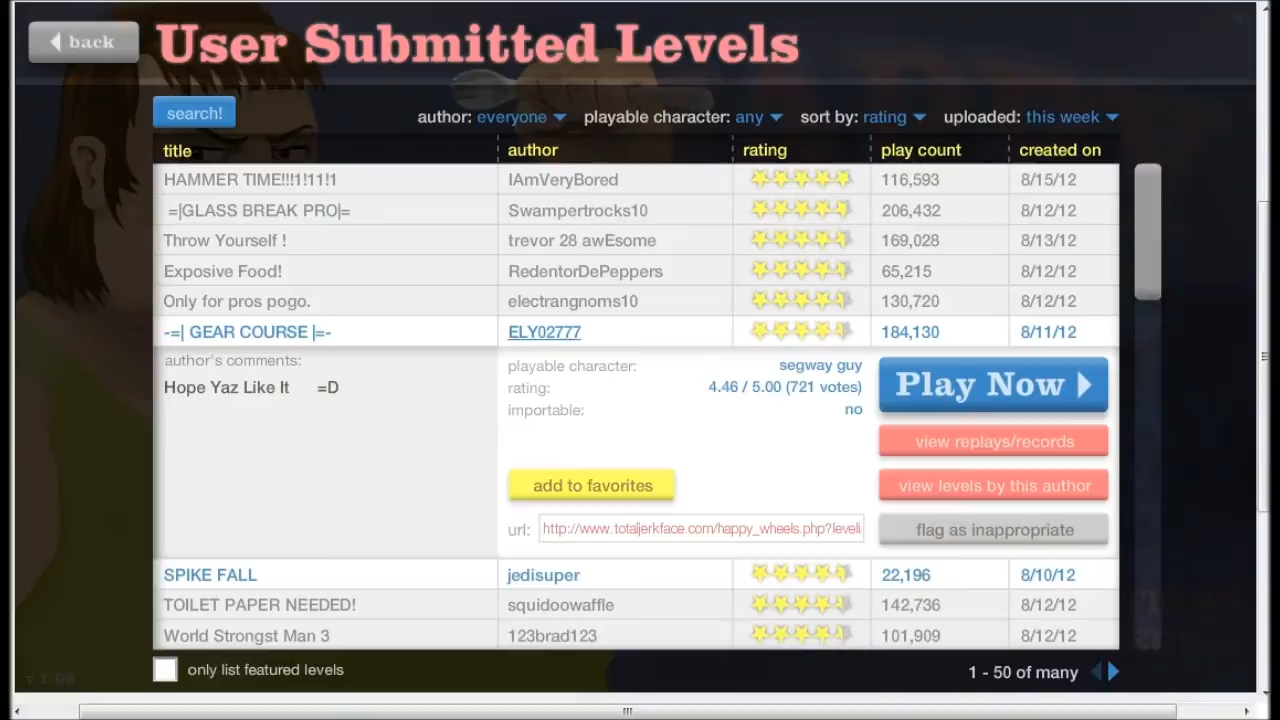 back
User Submitted Levels
search!
author: everyone playable character: any sort by: rating uploaded: this week
title author rating play count created on
HAMMER TIME!!!1!11!1 IAmVeryBored 116,593 8/15/12
=|GLASS BREAK PRO|= Swampertrocks10 206,432 8/12/12
Throw Yourself ! trevor 28 awEsome 169,028 8/13/12
Exposive Food! RedentorDePeppers 65,215 8/12/12
Only for pros pogo. electrangnoms10 130,720 8/12/12
-=| GEAR COURSE |=- ELY02777 184,130 8/11/12
author's comments:
Hope Yaz Like It =D
playable character: segway guy
rating: 4.46 / 5.00 (721 votes)
importable: no
add to favorites
url: http://www.totaljerkface.com/happy_wheels.php?leveli
Play Now
view replays/records
view levels by this author
flag as inappropriate
SPIKE FALL jedisuper 22,196 8/10/12
TOILET PAPER NEEDED! squidoowaffle 142,736 8/12/12
World Strongst Man 3 123brad123 101,909 8/12/12
only list featured levels
1 - 50 of many